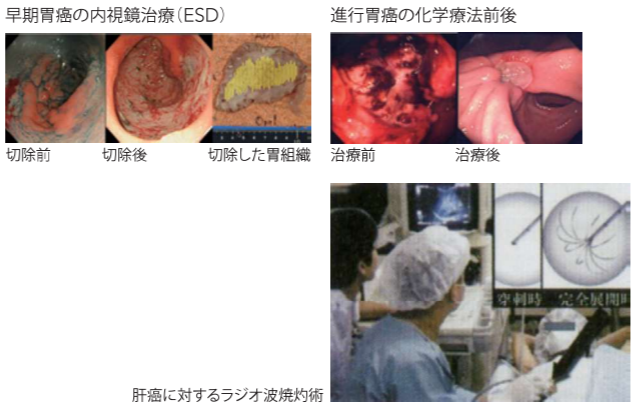 早期胃癌の内視鏡治療（ESD）
進行胃癌の化学療法前後
切除前
切除後
切除した胃組織
治療前
治療後
穿刺時
完全展開時
肝癌に対するラジオ波焼灼術